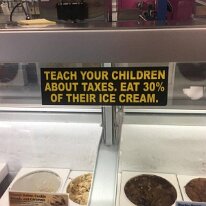 TEACH YOUR CHILDREN
ABOUT TAXES. EAT 30%
OF THEIR ICE CREAM.